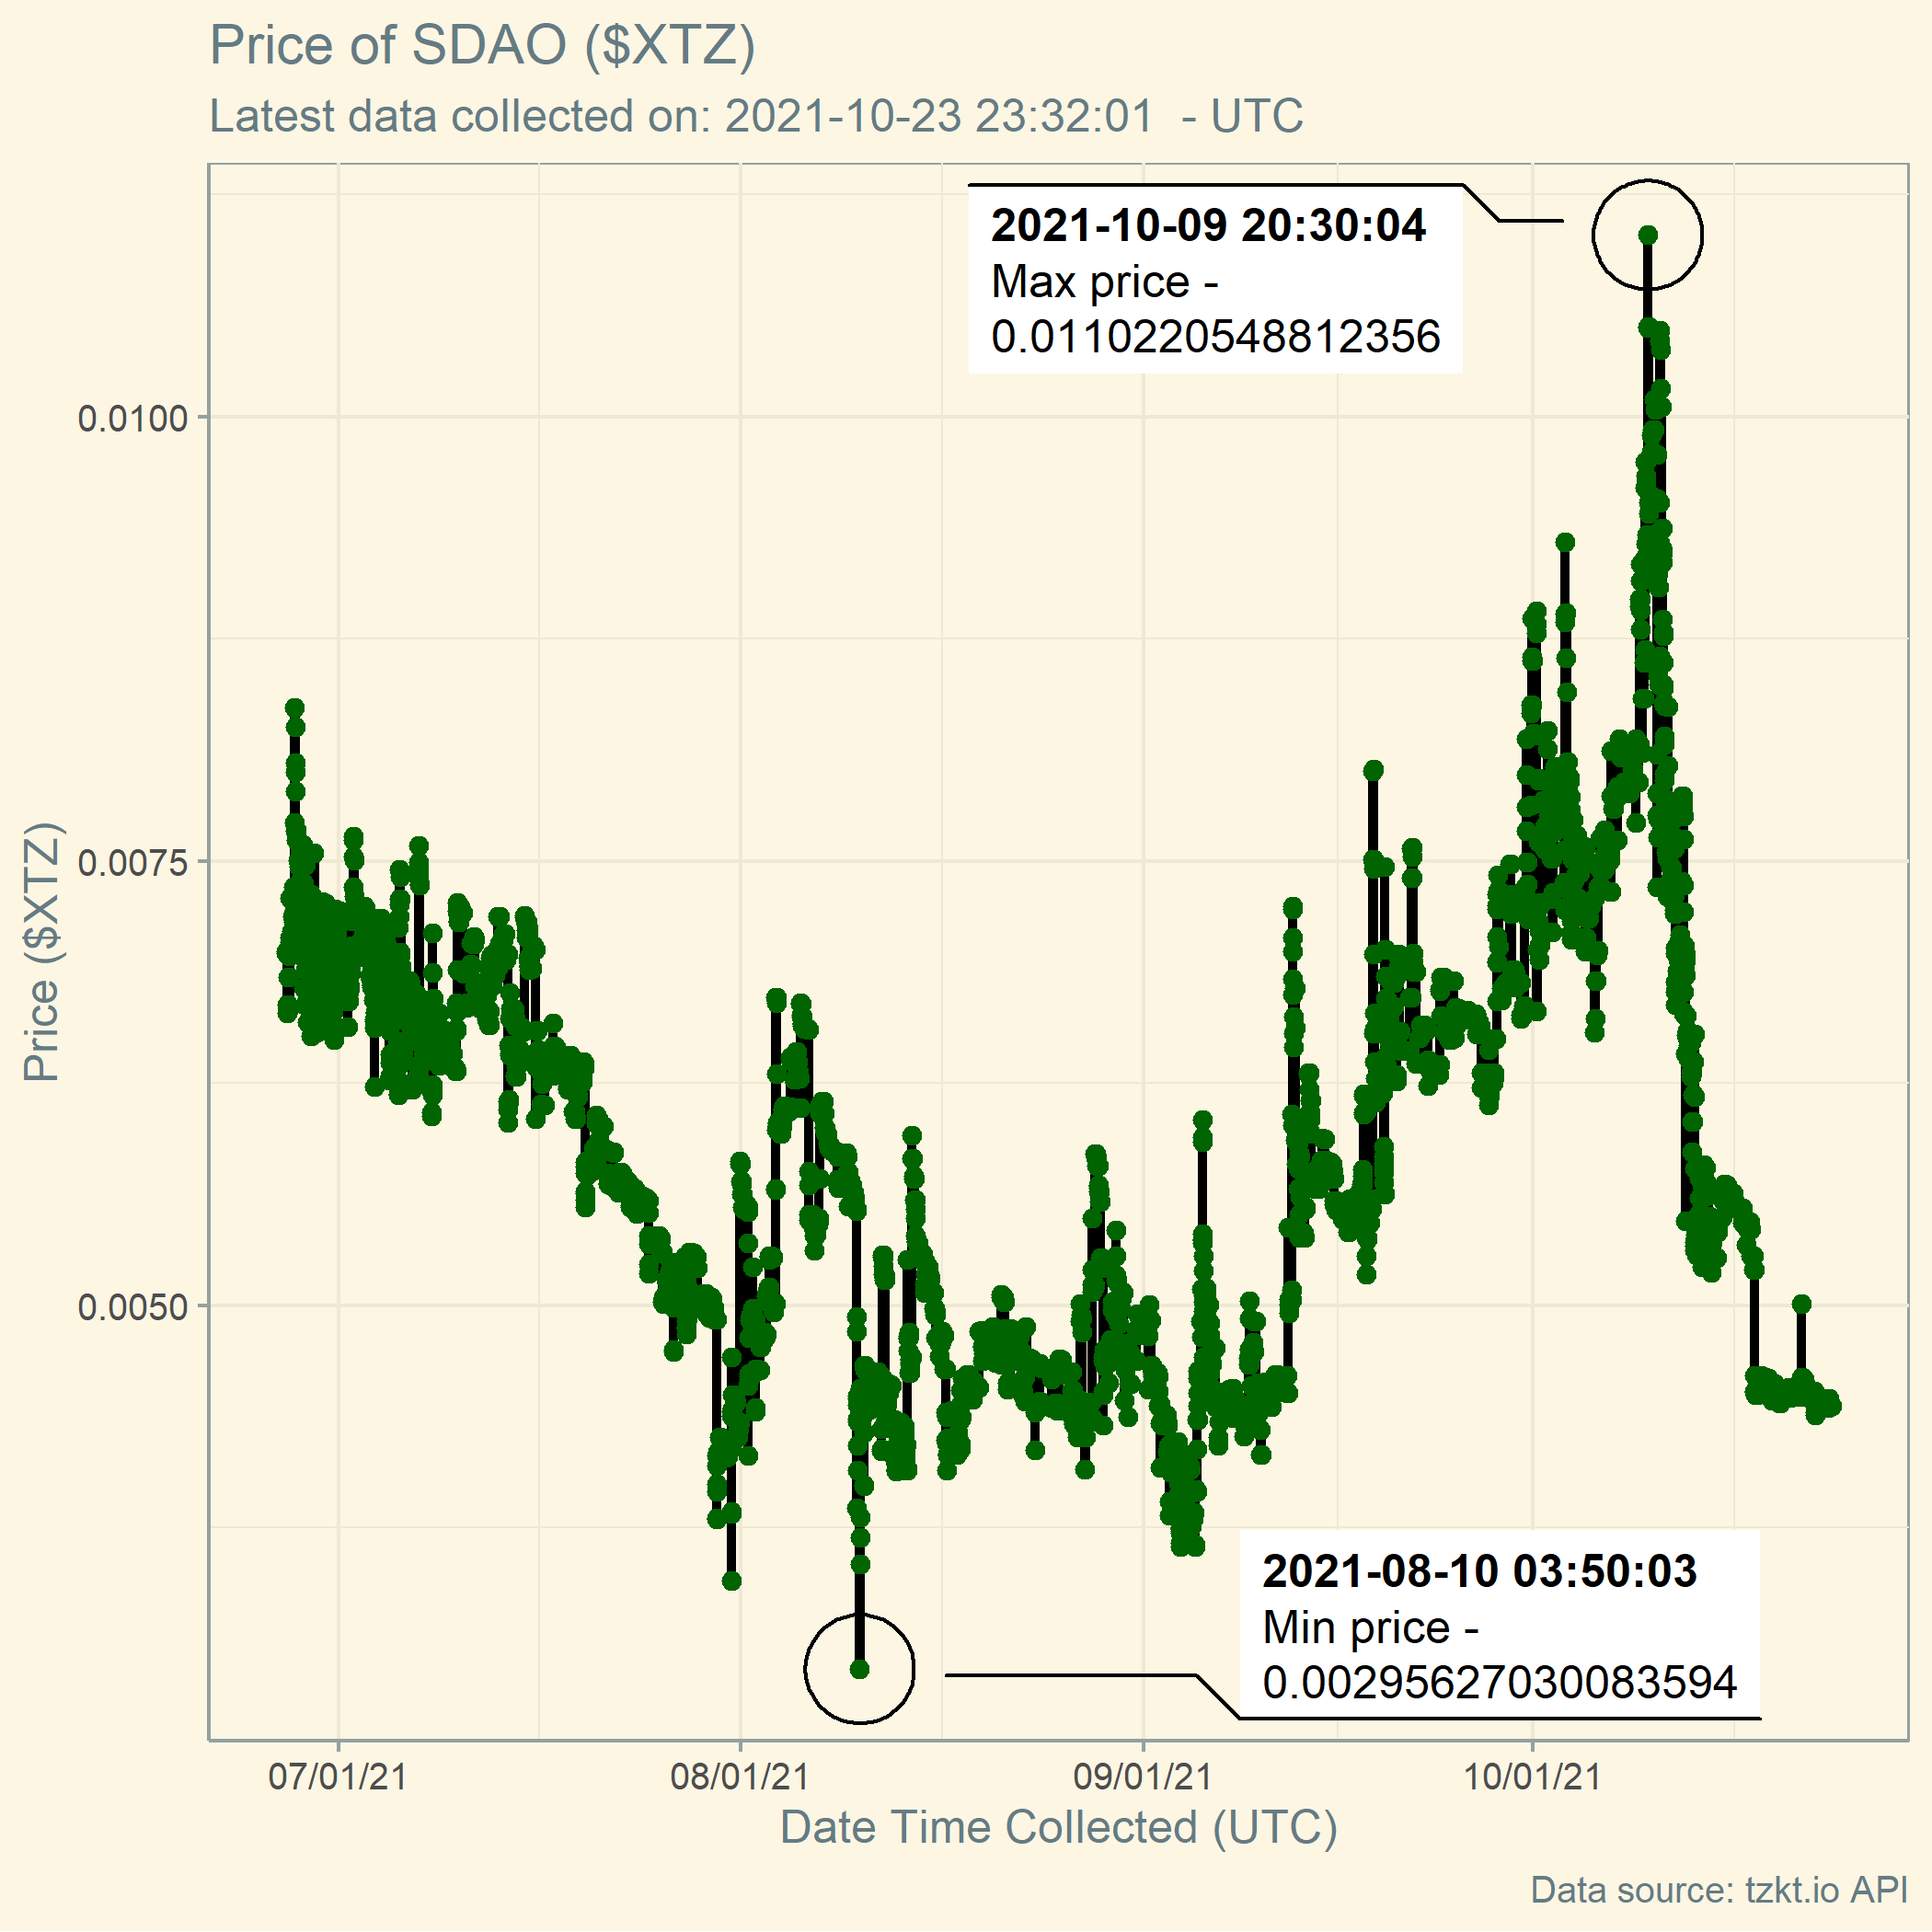 Price of SDAO ($XTZ)
Latest data collected on: 2021-10-23 23:32:01  - UTC
2021-10-09 20:30:04
Max price -
0.0110220548812356
0.0100
0.0075
0.0050
Price ($XTZ)
2021-08-10 03:50:03
Min price -
0.00295627030083594
07/01/21
08/01/21
09/01/21
10/01/21
Date Time Collected (UTC)
Data source: tzkt.io API